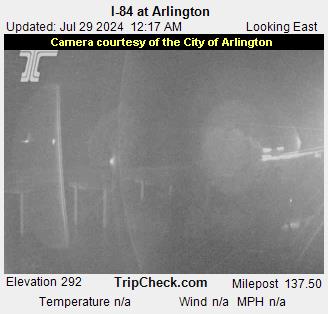 I-84 at Arlington
Updated: Jul 29 2024 12:17 AM Looking East
Camera courtesy of the City of Arlington
Elevation 292 TripCheck.com Milepost 137.50
Temperature n/a Wind n/a MPH n/a